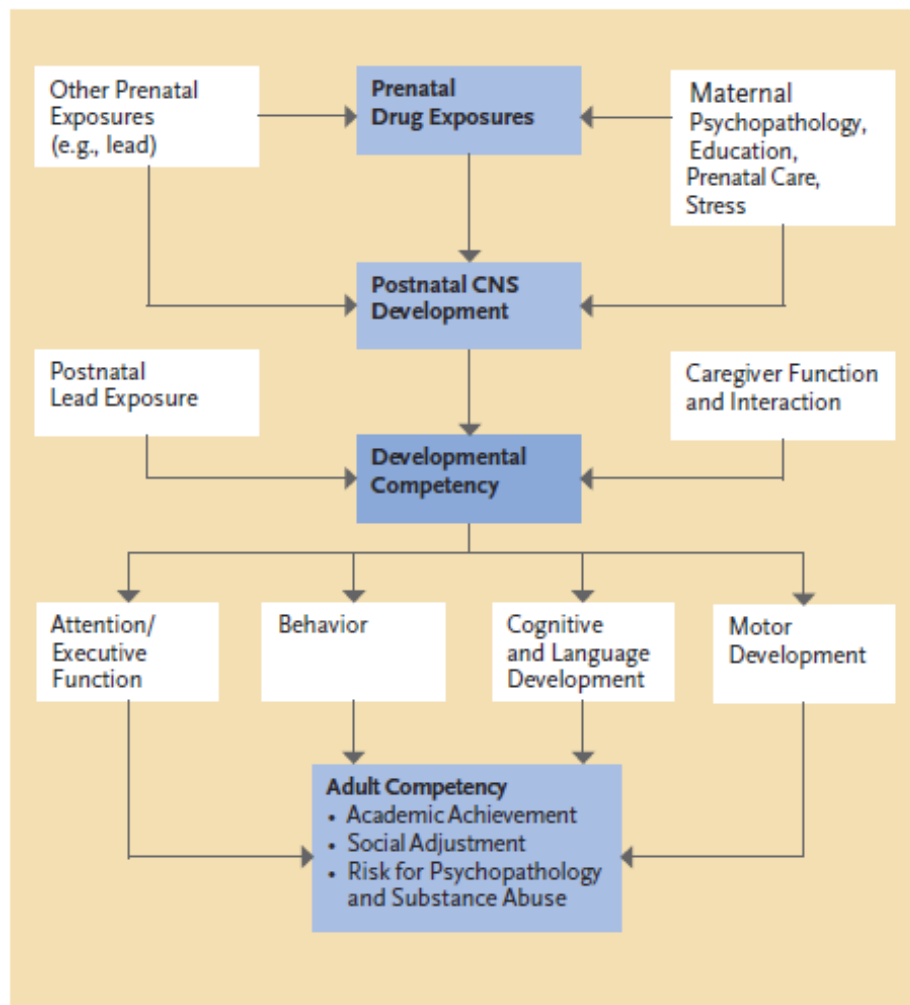 Other Prenatal
Exposures
(e.g., lead)
Prenatal
Drug Exposures
Maternal
Psychopathology,
Education,
Prenatal Care,
Stress
Postnatal CNS
Development
Postnatal
Lead Exposure
Caregiver Function
and Interaction
Developmental
Competency
Attention/
Executive
Function
Behavior
Cognitive
and Language
Development
Motor
Development
Adult Competency
• Academic Achievement
• Social Adjustment
• Risk for Psychopathology
and Substance Abuse